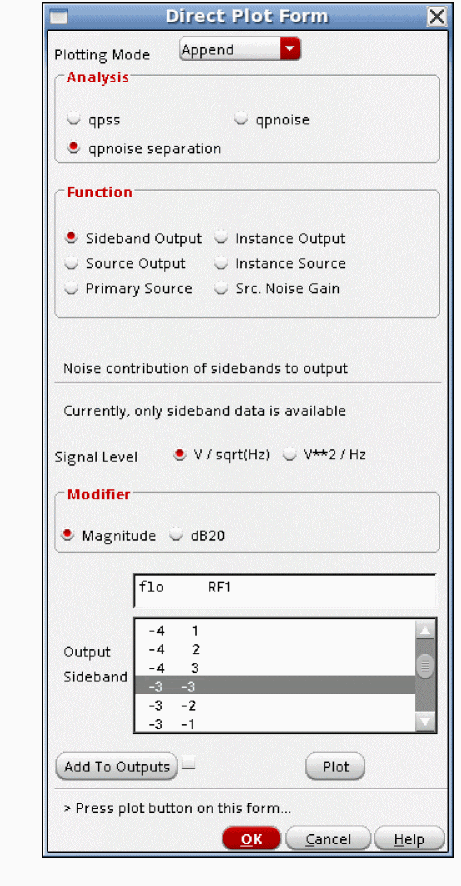 Direct Plot Form
Plotting Mode Append
Analysis
qpss qpnoise
qpnoise separation
Function
Sideband Output Instance Output
Source Output Instance Source
Primary Source Src. Noise Gain
Noise contribution of sidebands to output
Currently, only sideband data is available
Signal Level V / sqrt(Hz) V**2 / Hz
Modifier
Magnitude dB20
flo RF1
Output Sideband
-4 1
-4 2
-4 3
-3 -3
-3 -2
-3 -1
Add To Outputs Plot
> Press plot button on this form...
OK Cancel Help